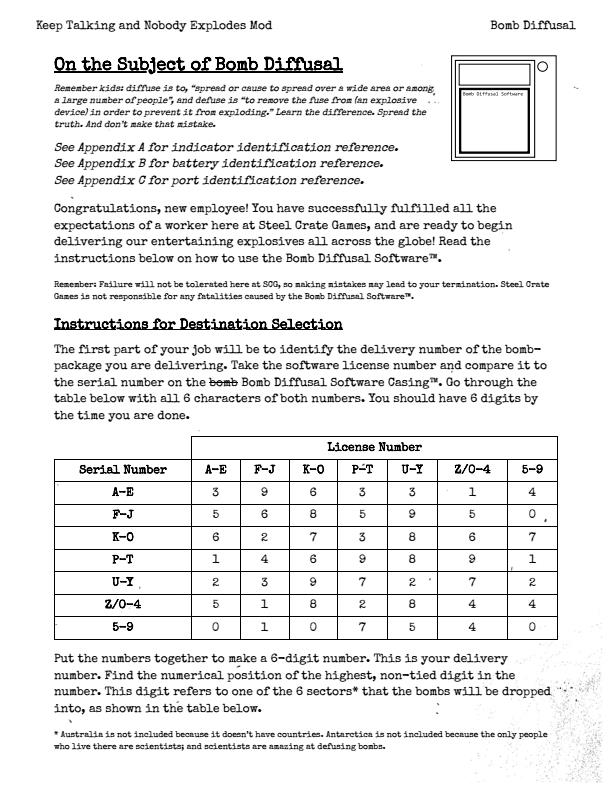 Keep Talking and Nobody Explodes Mod Bomb Diffusal
On the Subject of Bomb Diffusal
Bomb Diffusal Software
Remember kids: diffuse is to, “spread or cause to spread over a wide area or among
a large number of people”, and defuse is “to remove the fuse from (an explosive
device) in order to prevent it from exploding.” Learn the difference. Spread the
truth. And don’t make that mistake.
See Appendix A for indicator identification reference.
See Appendix B for battery identification reference.
See Appendix C for port identification reference.
Congratulations, new employee! You have successfully fulfilled all the
expectations of a worker here at Steel Crate Games, and are ready to begin
delivering our entertaining explosives all across the globe! Read the
instructions below on how to use the Bomb Diffusal Software™.
Remember: Failure will not be tolerated here at SCG, so making mistakes may lead to your termination. Steel Crate
Games is not responsible for any fatalities caused by the Bomb Diffusal Software™.
Instructions for Destination Selection
The first part of your job will be to identify the delivery number of the bomb-
package you are delivering. Take the software license number and compare it to
the serial number on the bomb Bomb Diffusal Software Casing™. Go through the
table below with all 6 characters of both numbers. You should have 6 digits by
the time you are done.
License Number
Serial Number A-E F-J K-O P-T U-Y Z/0-4 5-9
A-E 3 9 6 3 3 1 4
F-J 5 6 8 5 9 5 0
K-O 6 2 7 3 8 6 7
P-T 1 4 6 9 8 9 1
U-Y 2 3 9 7 2 7 2
Z/0-4 5 1 8 2 8 4 4
5-9 0 1 0 7 5 4 0
Put the numbers together to make a 6-digit number. This is your delivery
number. Find the numerical position of the highest, non-tied digit in the
number. This digit refers to one of the 6 sectors* that the bombs will be dropped
into, as shown in the table below.
* Australia is not included because it doesn’t have countries. Antarctica is not included because the only people
who live there are scientists; and scientists are amazing at defusing bombs.